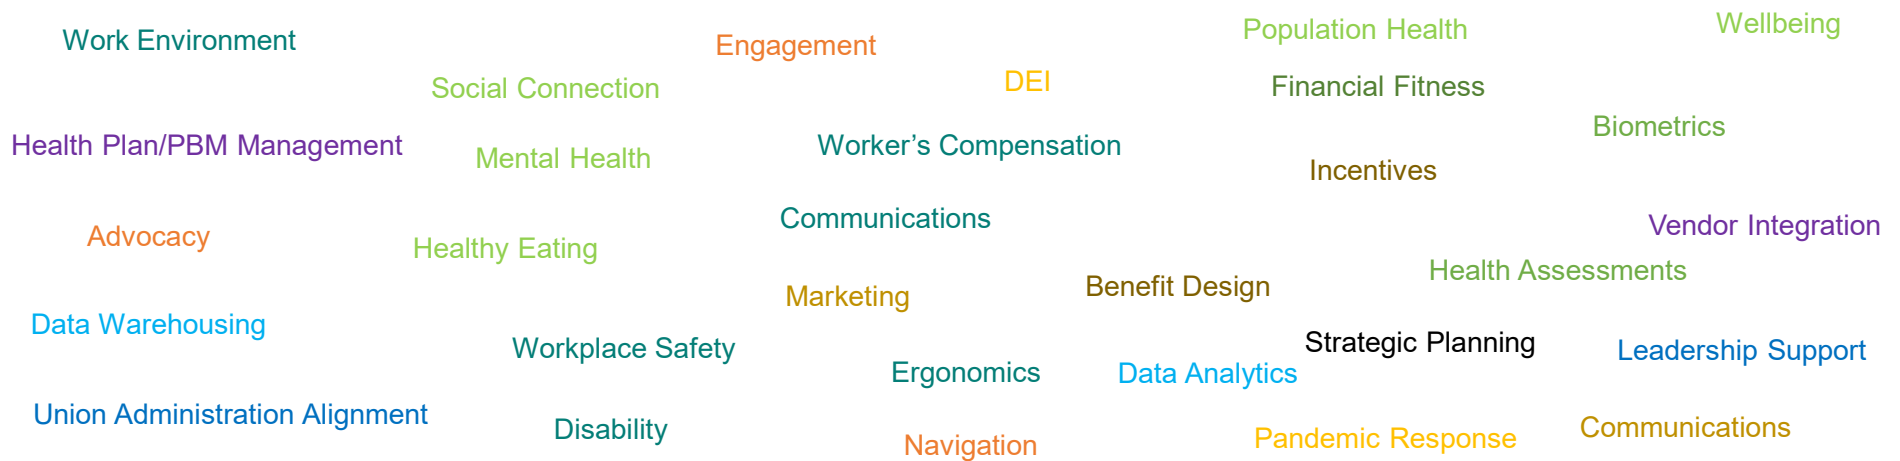 Work Environment
Engagement
Population Health
Wellbeing
Social Connection
DEI
Financial Fitness
Biometrics
Health Plan/PBM Management
Mental Health
Worker’s Compensation
Incentives
Communications
Vendor Integration
Advocacy
Healthy Eating
Health Assessments
Marketing
Benefit Design
Data Warehousing
Workplace Safety
Strategic Planning
Leadership Support
Ergonomics
Data Analytics
Union Administration Alignment
Disability
Navigation
Pandemic Response
Communications